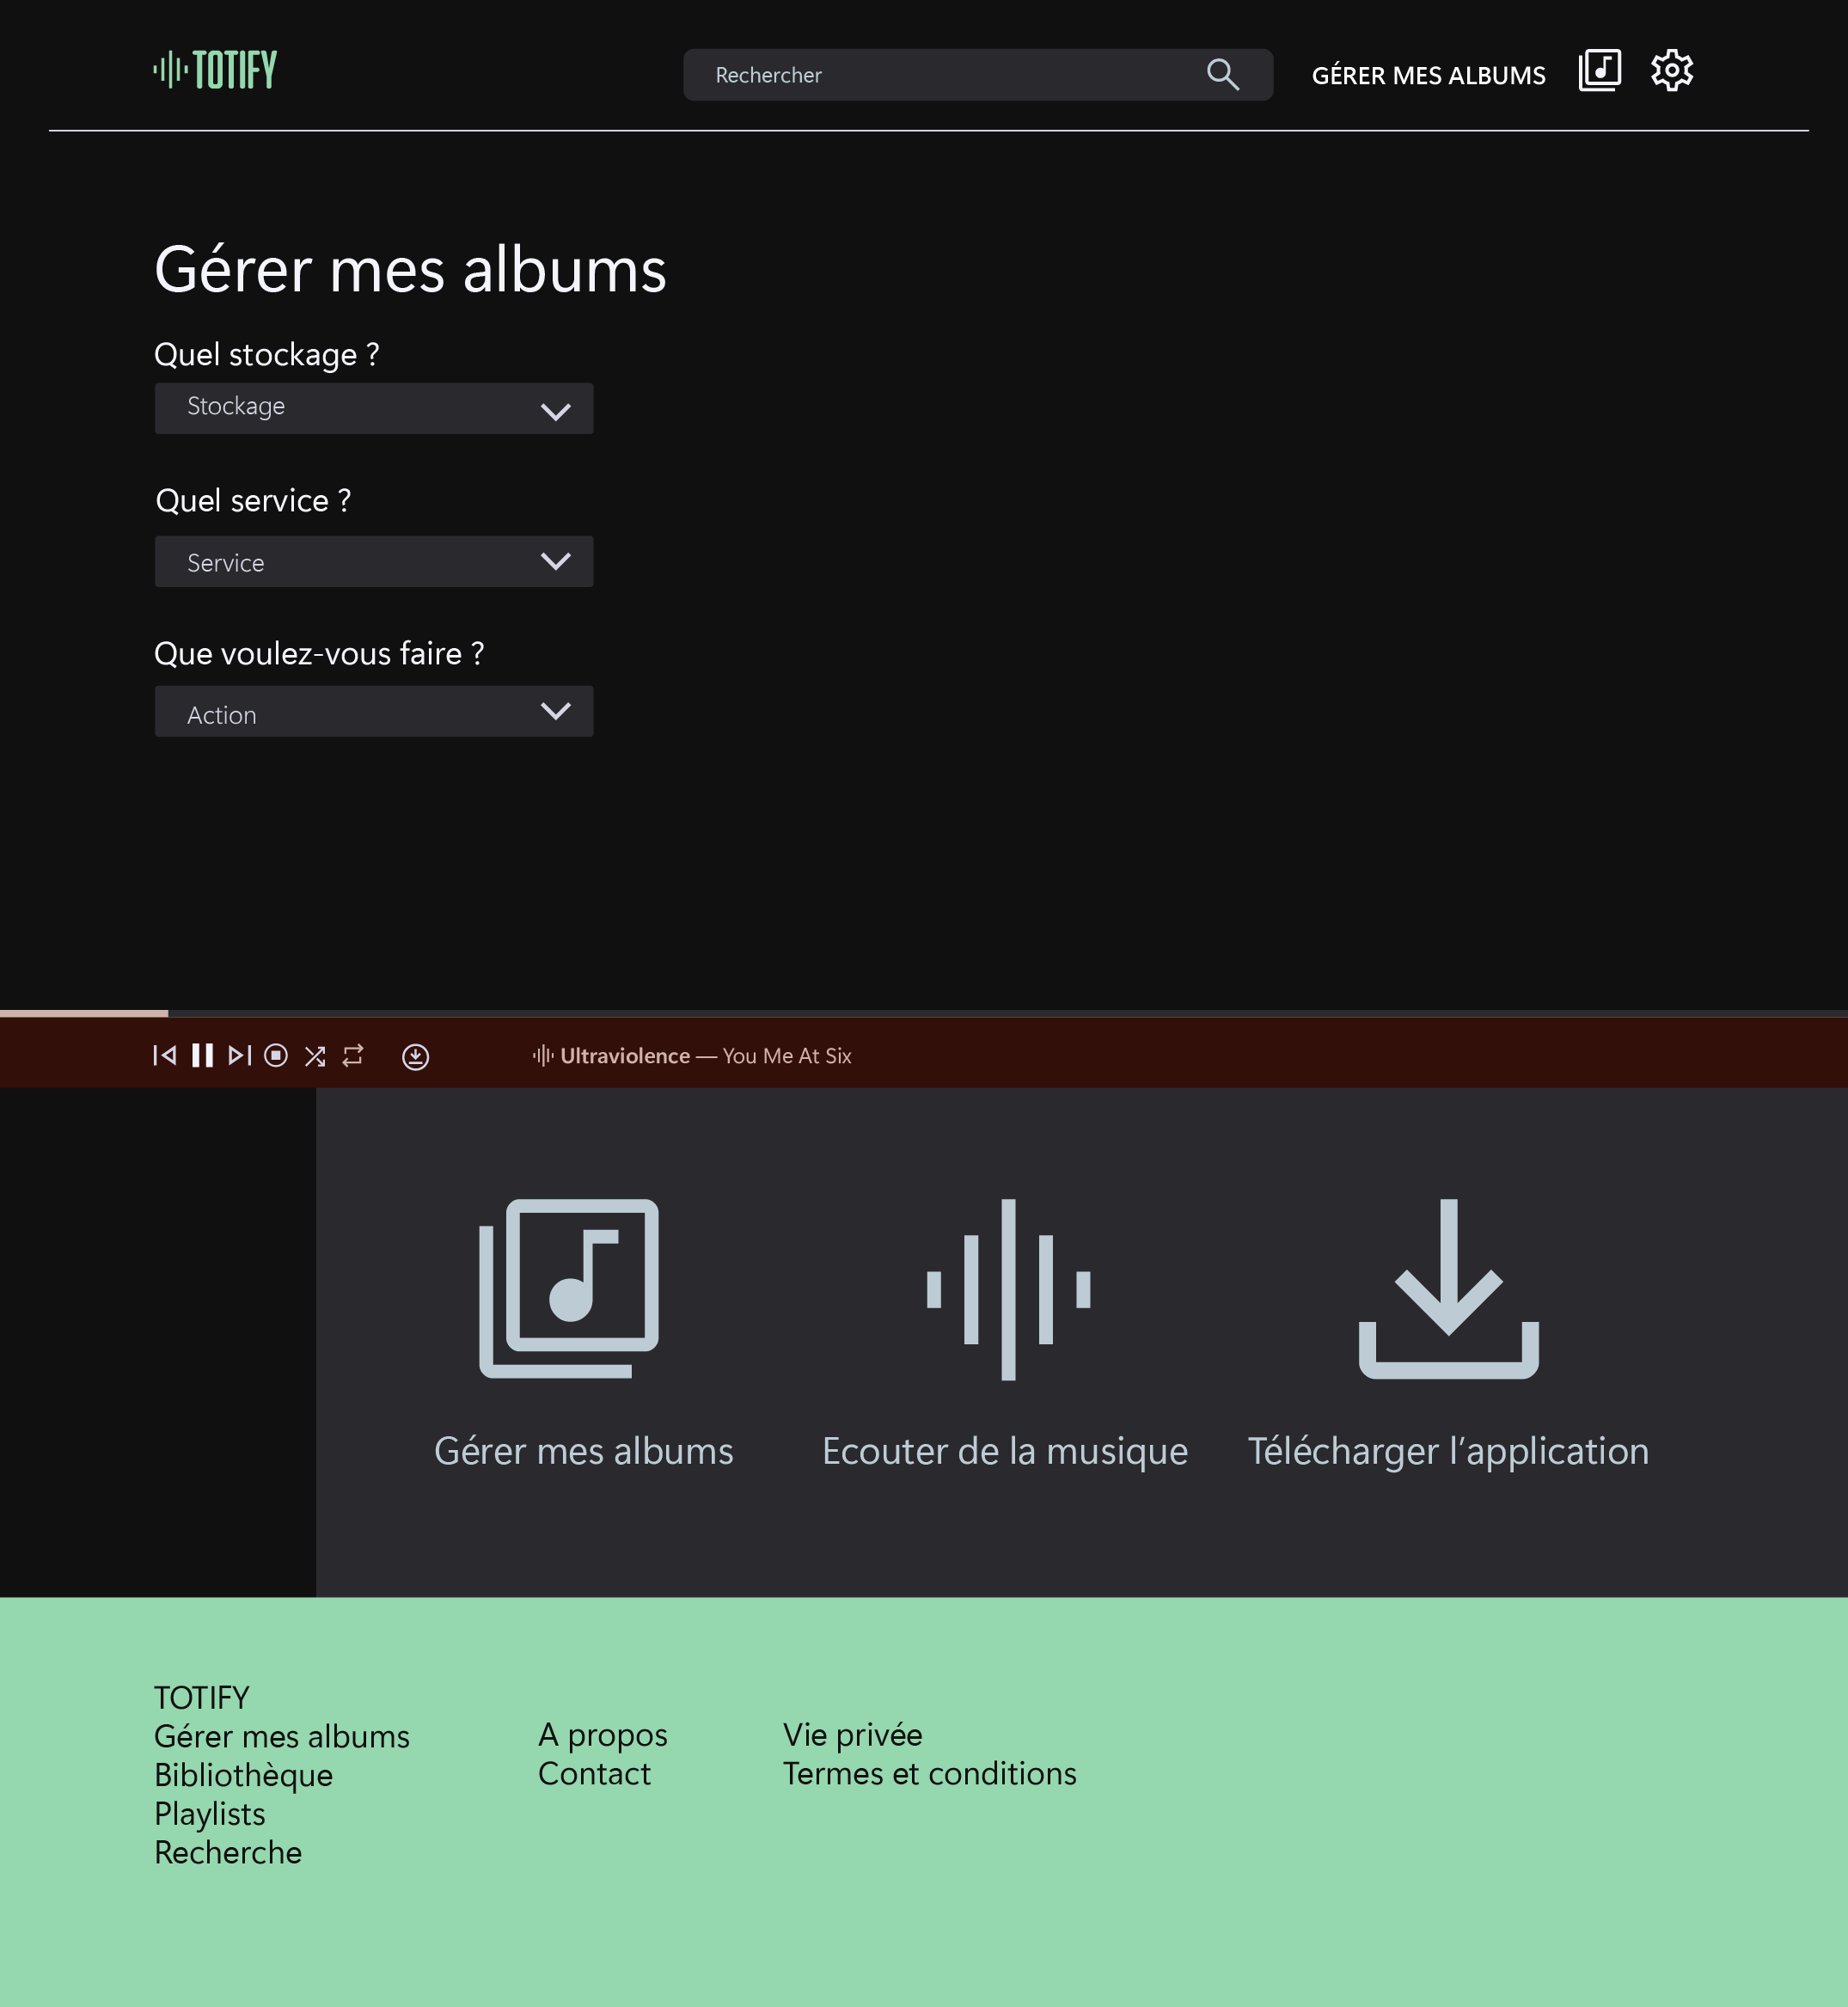 TOTIFY
Rechercher
GÉRER MES ALBUMS
Gérer mes albums
Quel stockage ?
Stockage
Quel service ?
Service
Que voulez-vous faire ?
Action
Ultraviolence — You Me At Six
Gérer mes albums
Ecouter de la musique
Télécharger l’application
TOTIFY
Gérer mes albums
Bibliothèque
Playlists
Recherche
A propos
Contact
Vie privée
Termes et conditions